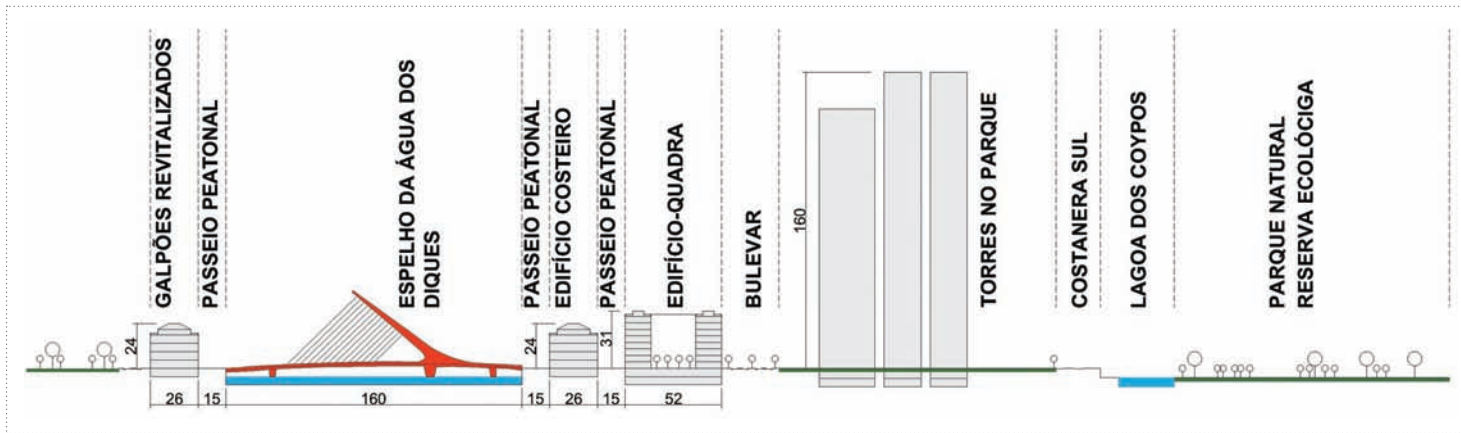 GALPÕES REVITALIZADOS
PASSEIO PEATONAL
ESPELHO DA ÁGUA DOS
DIQUES
PASSEIO PEATONAL
EDIFÍCIO COSTEIRO
PASSEIO PEATONAL
EDIFÍCIO-QUADRA
BULEVAR
TORRES NO PARQUE
COSTANERA SUL
LAGOA DOS COYPOS
PARQUE NATURAL
RESERVA ECOLÓCIGA
24
24
31
160
26
15
160
15
26
15
52